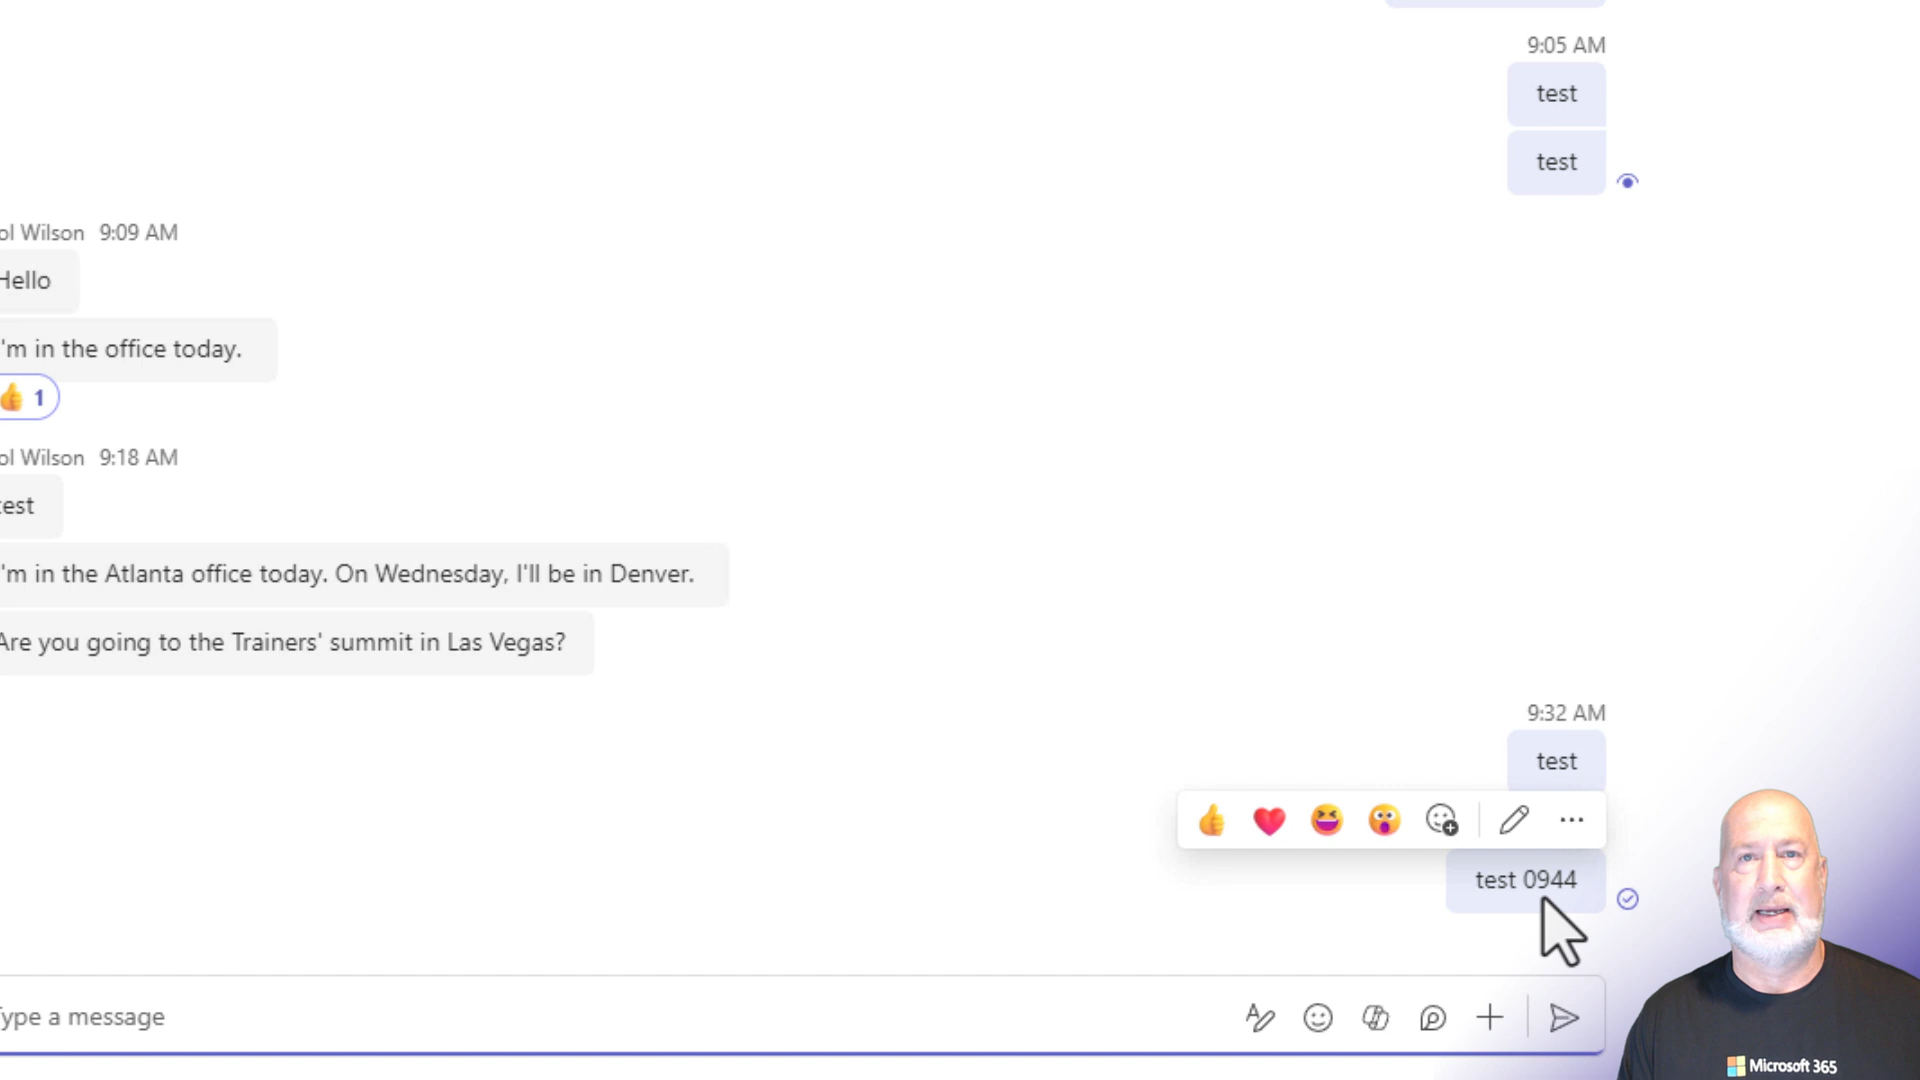 9:05 AM
test
test
ol Wilson 9:09 AM
Hello
'm in the office today.
1
ol Wilson 9:18 AM
test
'm in the Atlanta office today. On Wednesday, I'll be in Denver.
Are you going to the Trainers' summit in Las Vegas?
9:32 AM
test
test 0944
Type a message
Microsoft 365